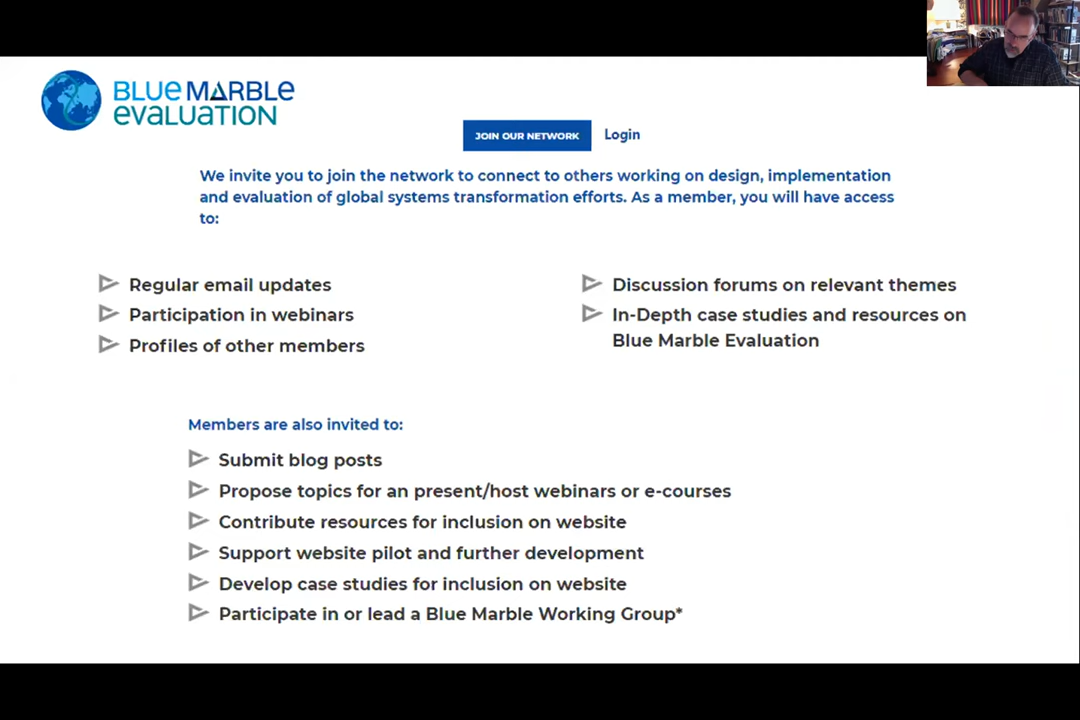 BLUE MARBLE
evaluation
JOIN OUR NETWORK
Login
We invite you to join the network to connect to others working on design, implementation
and evaluation of global systems transformation efforts. As a member, you will have access
to:
Regular email updates
Participation in webinars
Profiles of other members
Discussion forums on relevant themes
In-Depth case studies and resources on
Blue Marble Evaluation
Members are also invited to:
Submit blog posts
Propose topics for an present/host webinars or e-courses
Contribute resources for inclusion on website
Support website pilot and further development
Develop case studies for inclusion on website
Participate in or lead a Blue Marble Working Group*